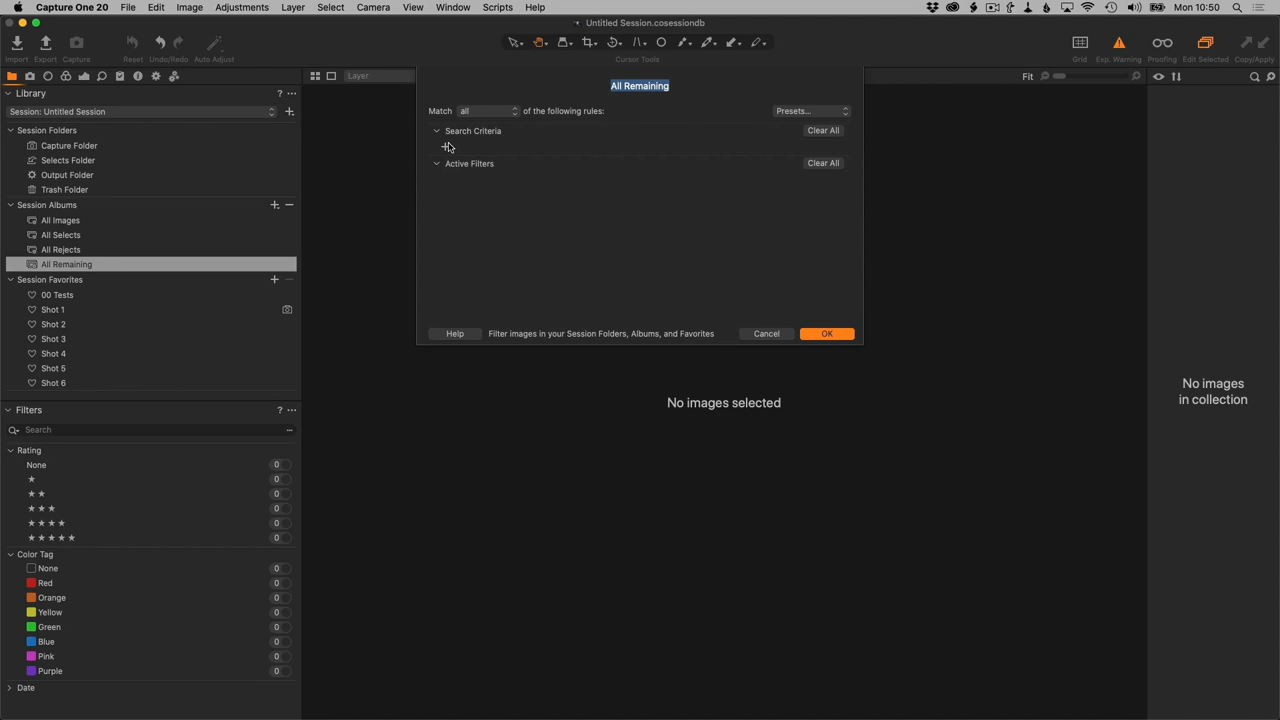 Capture One 20 File Edit Image Adjustments Layer Select Camera View Window Scripts Help Mon 10:50
Untitled Session.cosessiondb
Import Export Capture Reset Undo/Redo Auto Adjust Cursor Tools Grid Exp. Warning Proofing Edit Selected Copy/Apply
Layer Fit
Library ?
Session: Untitled Session
Session Folders
Capture Folder
Selects Folder
Output Folder
Trash Folder
Session Albums
All Images
All Selects
All Rejects
All Remaining
Session Favorites
00 Tests
Shot 1
Shot 2
Shot 3
Shot 4
Shot 5
Shot 6
Filters ?
Search
Rating
None 0
★ 0
★★ 0
★★★ 0
★★★★ 0
★★★★★ 0
Color Tag
None 0
Red 0
Orange 0
Yellow 0
Green 0
Blue 0
Pink 0
Purple 0
Date
All Remaining
Match all of the following rules: Presets...
Search Criteria Clear All
Active Filters Clear All
Help Filter images in your Session Folders, Albums, and Favorites Cancel OK
No images selected
No images
in collection